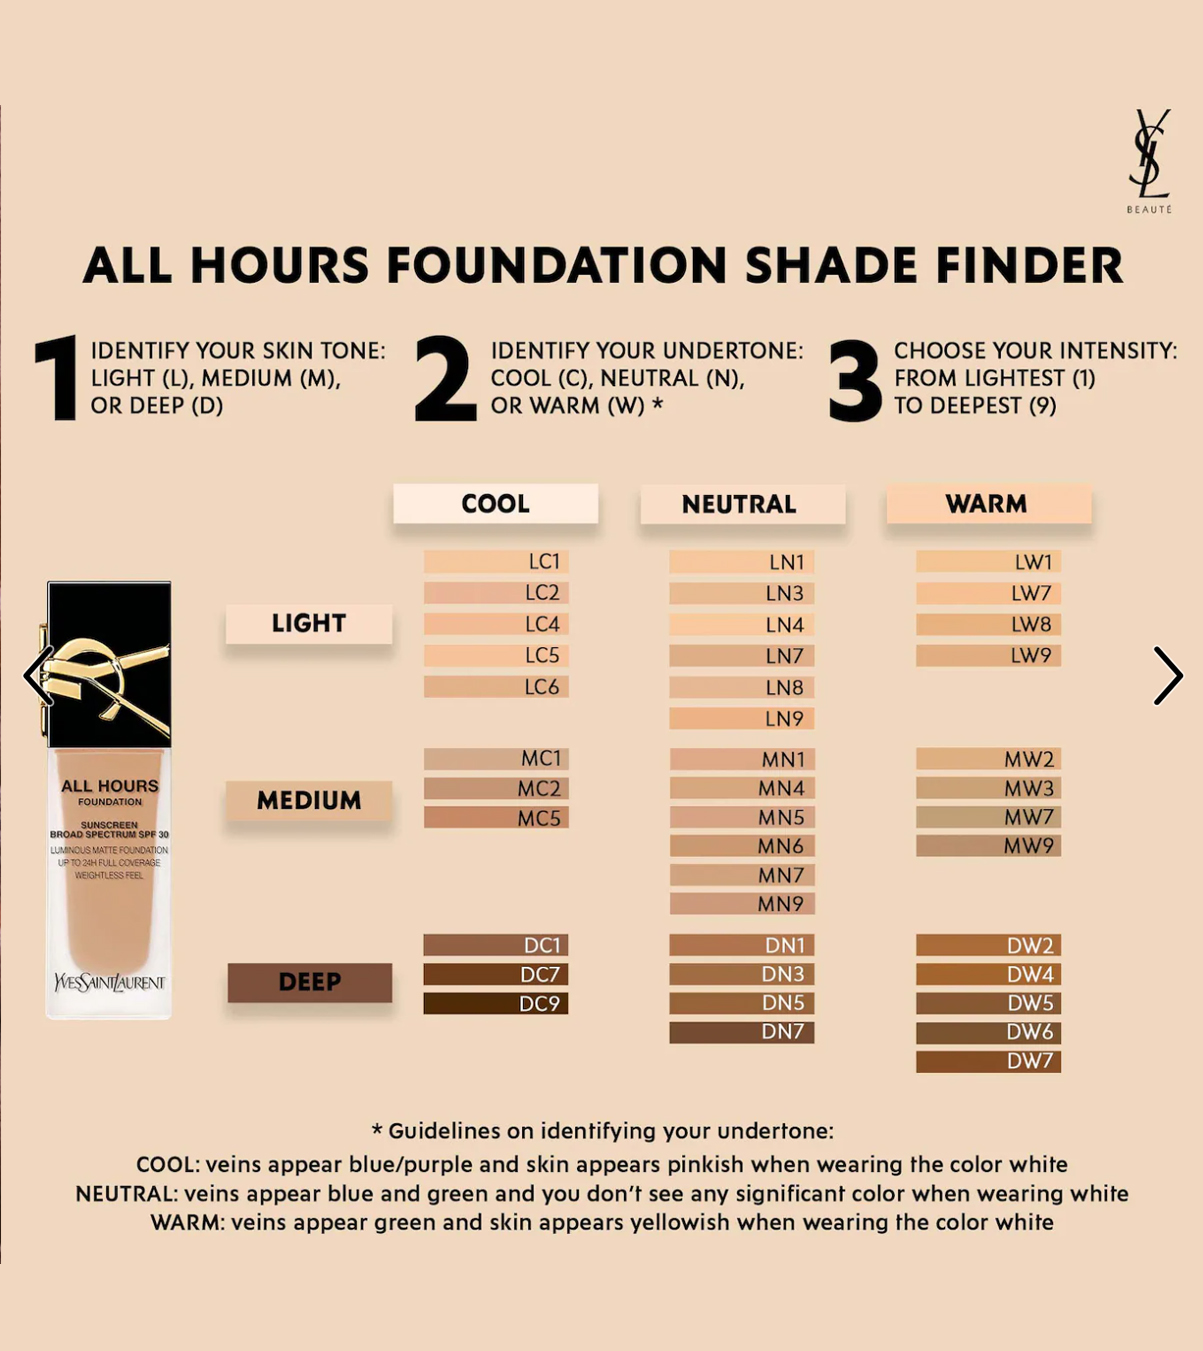 YSL
BEAUTÉ
ALL HOURS FOUNDATION SHADE FINDER
1
IDENTIFY YOUR SKIN TONE:
LIGHT (L), MEDIUM (M),
OR DEEP (D)
2
IDENTIFY YOUR UNDERTONE:
COOL (C), NEUTRAL (N),
OR WARM (W) *
3
CHOOSE YOUR INTENSITY:
FROM LIGHTEST (1)
TO DEEPEST (9)
COOL
NEUTRAL
WARM
LIGHT
LC1
LC2
LC4
LC5
LC6
LN1
LN3
LN4
LN7
LN8
LN9
LW1
LW7
LW8
LW9
MEDIUM
MC1
MC2
MC5
MN1
MN4
MN5
MN6
MN7
MN9
MW2
MW3
MW7
MW9
DEEP
DC1
DC7
DC9
DN1
DN3
DN5
DN7
DW2
DW4
DW5
DW6
DW7
ALL HOURS
FOUNDATION
SUNSCREEN
BROAD SPECTRUM SPF 30
LUMINOUS MATTE FOUNDATION
UP TO 24H FULL COVERAGE
WEIGHTLESS FEEL
YVESSAINTLAURENT
* Guidelines on identifying your undertone:
COOL: veins appear blue/purple and skin appears pinkish when wearing the color white
NEUTRAL: veins appear blue and green and you don’t see any significant color when wearing white
WARM: veins appear green and skin appears yellowish when wearing the color white